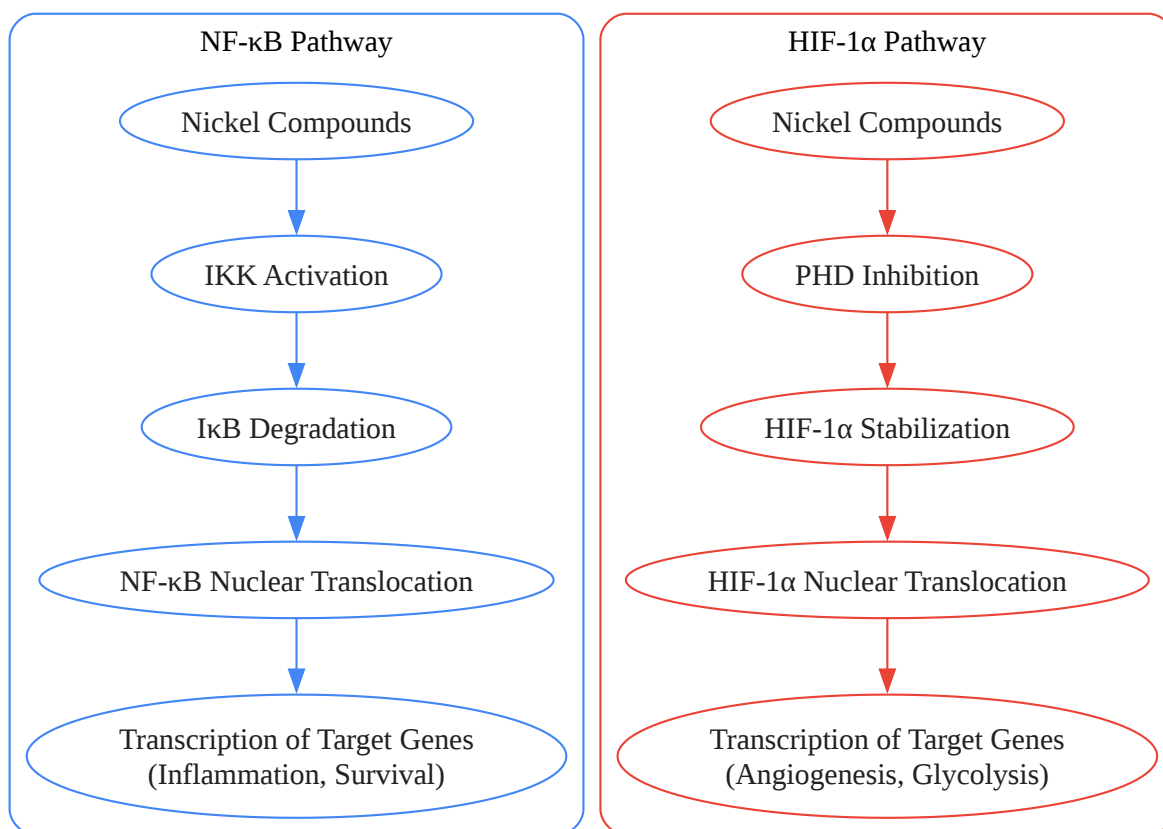 NF-κB Pathway
Nickel Compounds
IKK Activation
IκB Degradation
NF-κB Nuclear Translocation
Transcription of Target Genes
(Inflammation, Survival)
HIF-1α Pathway
Nickel Compounds
PHD Inhibition
HIF-1α Stabilization
HIF-1α Nuclear Translocation
Transcription of Target Genes
(Angiogenesis, Glycolysis)